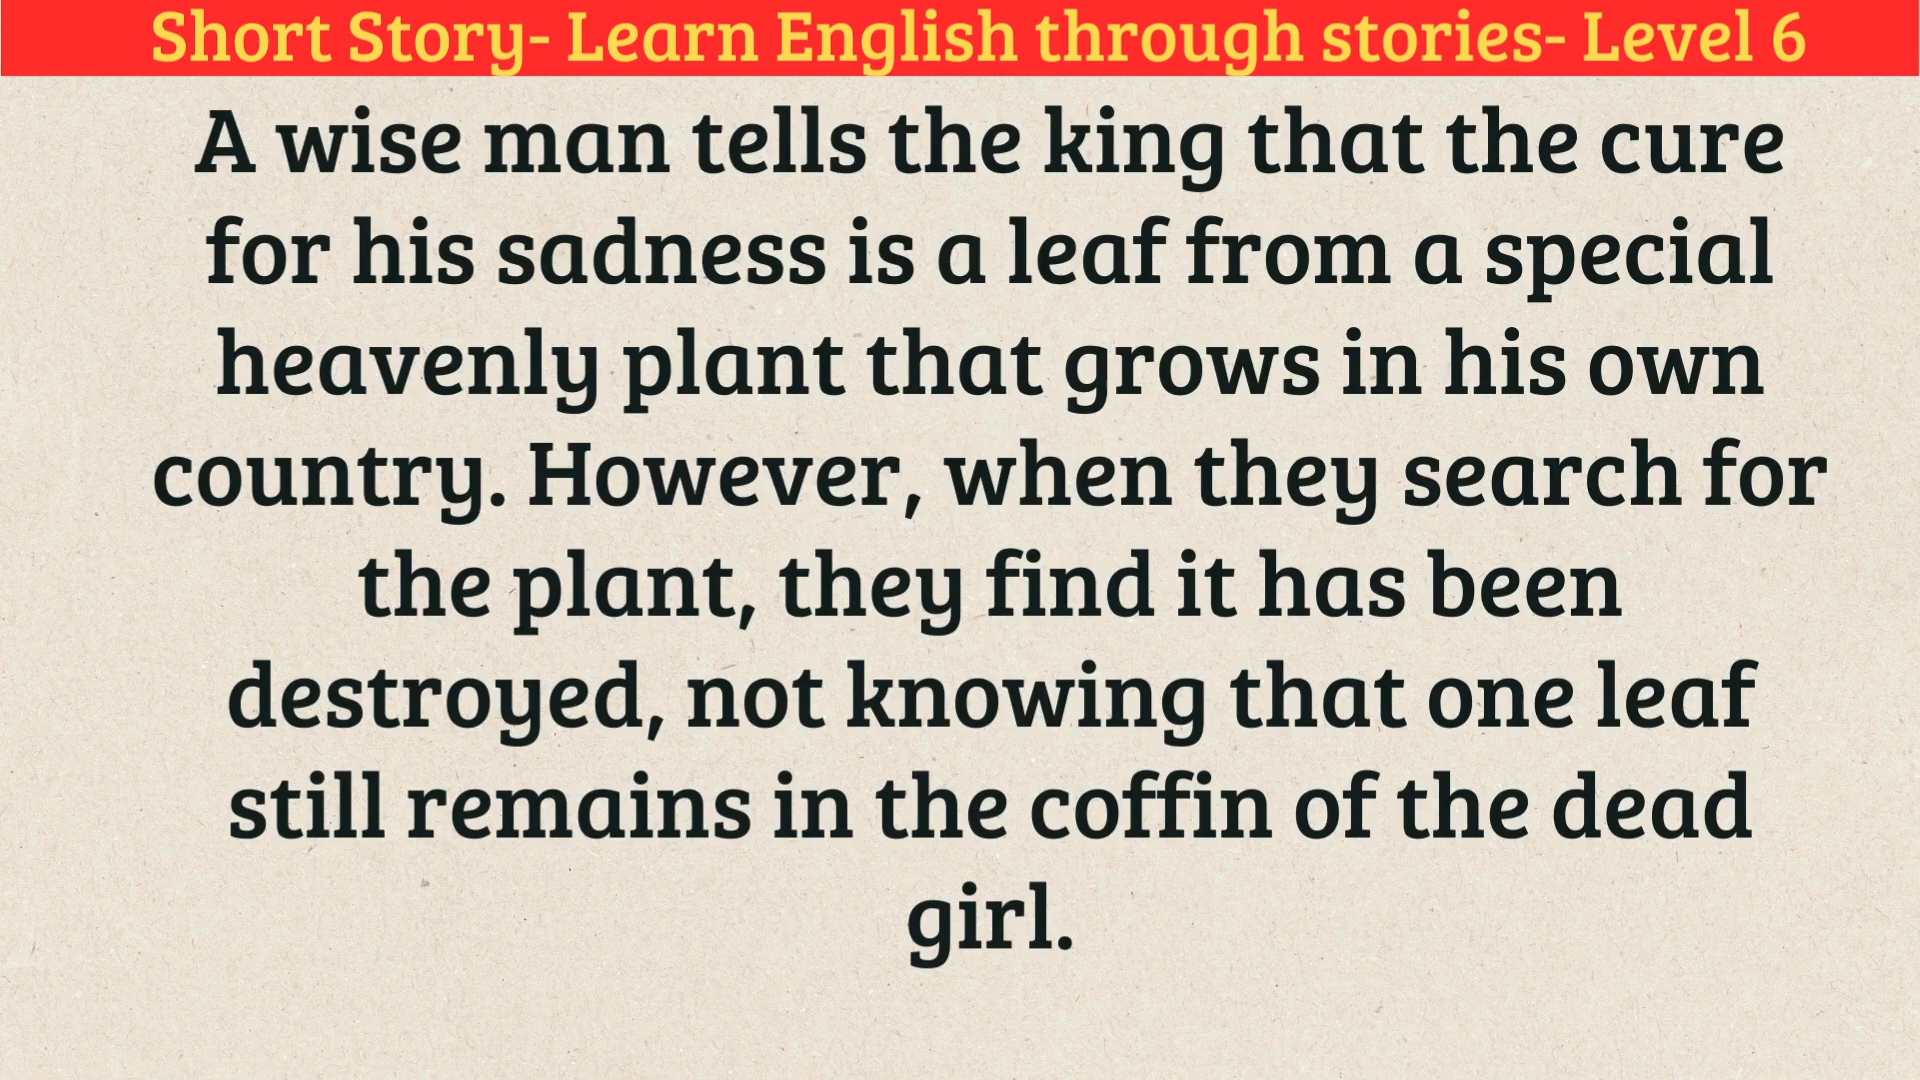 Short Story- Learn English through stories- Level 6
A wise man tells the king that the cure
for his sadness is a leaf from a special
heavenly plant that grows in his own
country. However, when they search for
the plant, they find it has been
destroyed, not knowing that one leaf
still remains in the coffin of the dead
girl.